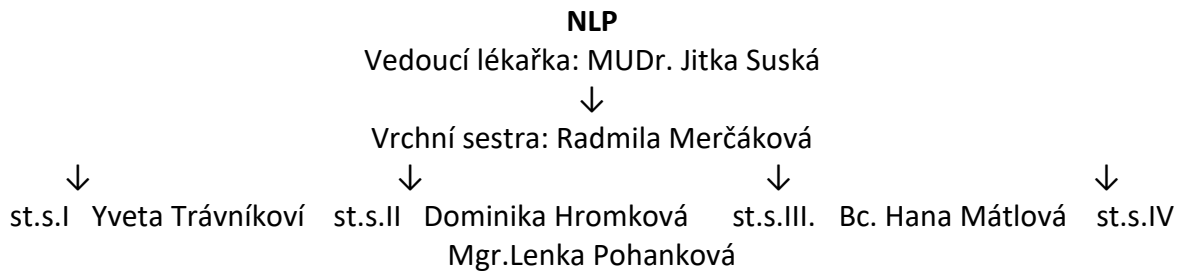 NLP
Vedoucí lékařka: MUDr. Jitka Suská
↓
Vrchní sestra: Radmila Merčáková
↓ ↓ ↓ ↓
st.s.I Yveta Trávníkoví st.s.II Dominika Hromková st.s.III. Bc. Hana Mátlová st.s.IV
Mgr.Lenka Pohanková